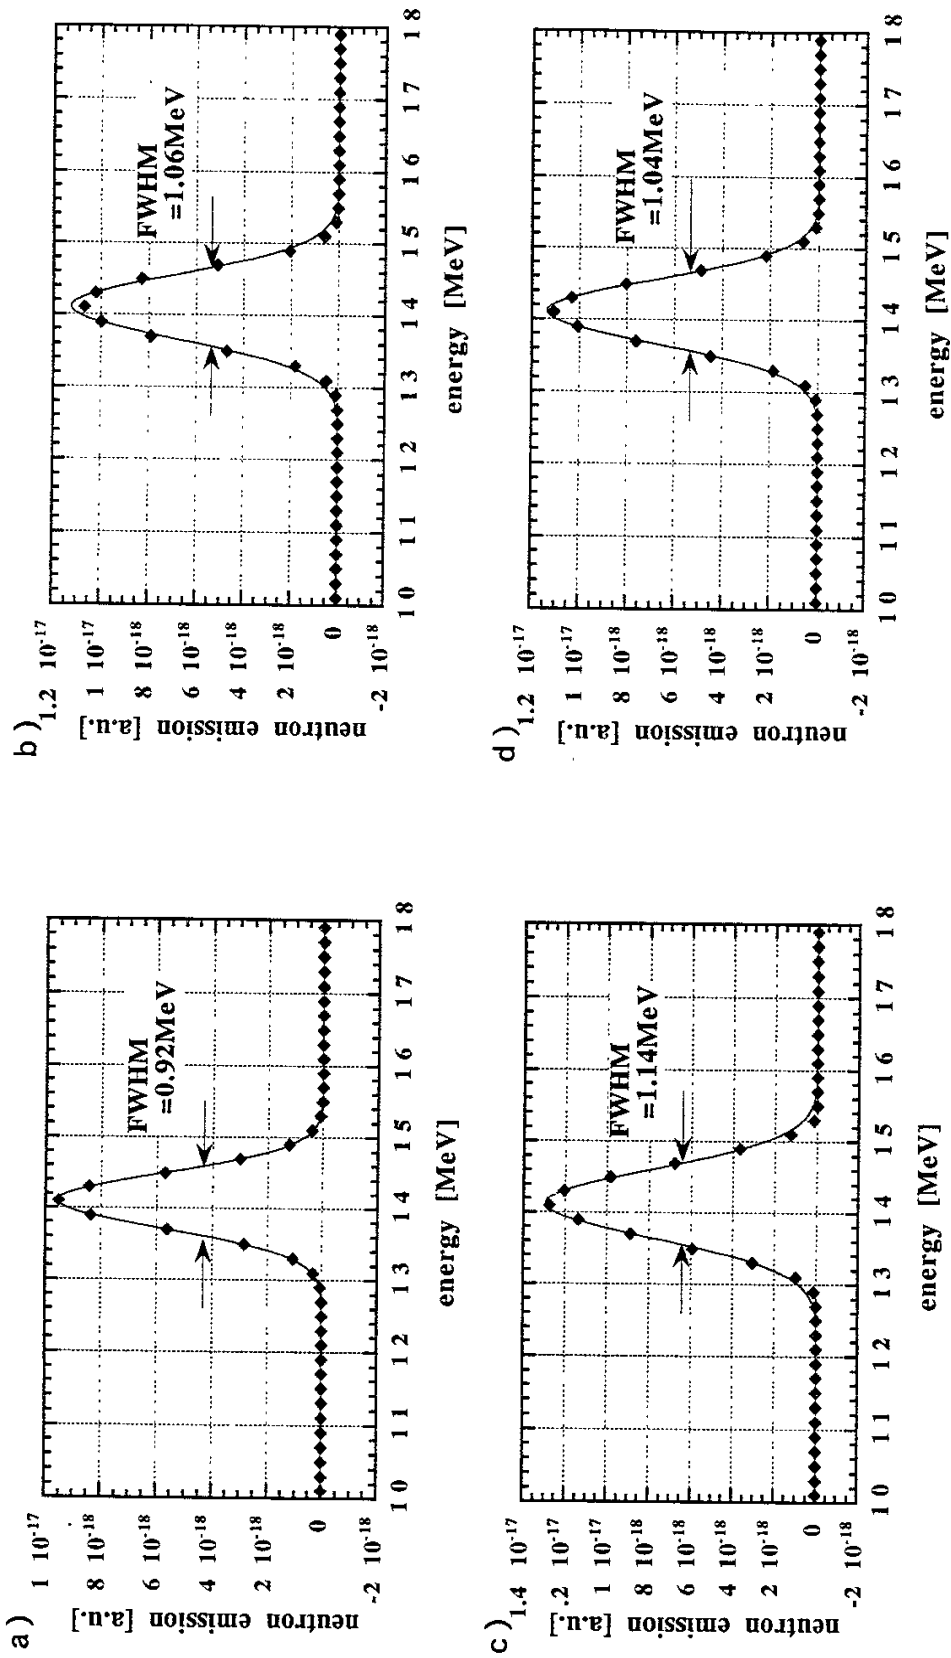 a)
neutron emission [a.u.]
1 10⁻¹⁷
8 10⁻¹⁸
6 10⁻¹⁸
4 10⁻¹⁸
2 10⁻¹⁸
0
-2 10⁻¹⁸
FWHM
=0.92MeV
10 11 12 13 14 15 16 17 18
energy [MeV]
b)
neutron emission [a.u.]
1.2 10⁻¹⁷
1 10⁻¹⁷
8 10⁻¹⁸
6 10⁻¹⁸
4 10⁻¹⁸
2 10⁻¹⁸
0
-2 10⁻¹⁸
FWHM
=1.06MeV
10 11 12 13 14 15 16 17 18
energy [MeV]
c)
neutron emission [a.u.]
1.4 10⁻¹⁷
.2 10⁻¹⁷
1 10⁻¹⁷
8 10⁻¹⁸
6 10⁻¹⁸
4 10⁻¹⁸
2 10⁻¹⁸
0
-2 10⁻¹⁸
FWHM
=1.14MeV
10 11 12 13 14 15 16 17 18
energy [MeV]
d)
neutron emission [a.u.]
1.2 10⁻¹⁷
1 10⁻¹⁷
8 10⁻¹⁸
6 10⁻¹⁸
4 10⁻¹⁸
2 10⁻¹⁸
0
-2 10⁻¹⁸
FWHM
=1.04MeV
10 11 12 13 14 15 16 17 18
energy [MeV]